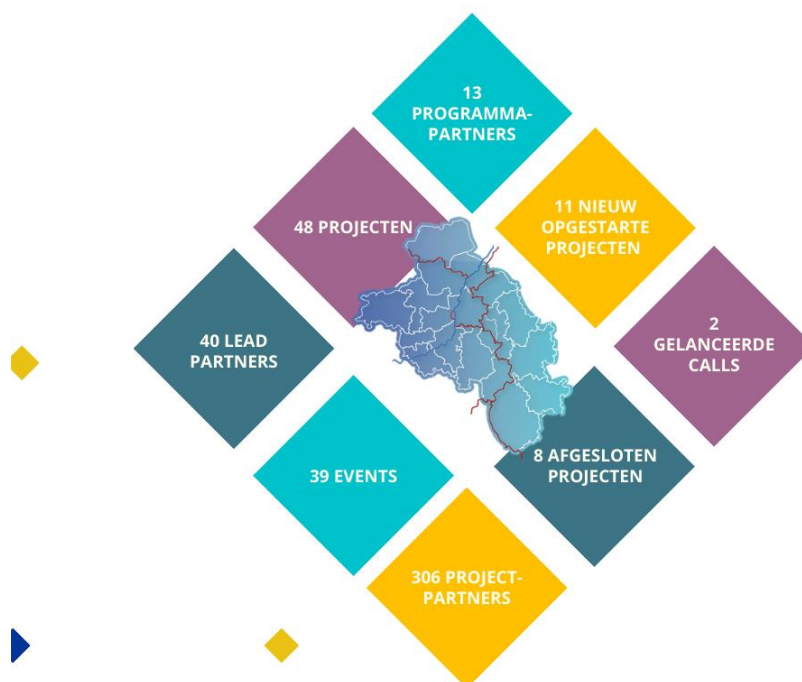 13
PROGRAMMA-
PARTNERS
48 PROJECTEN
11 NIEUW
OPGESTARTE
PROJECTEN
40 LEAD
PARTNERS
2
GELANCEERDE
CALLS
39 EVENTS
8 AFGESLOTEN
PROJECTEN
306 PROJECT-
PARTNERS